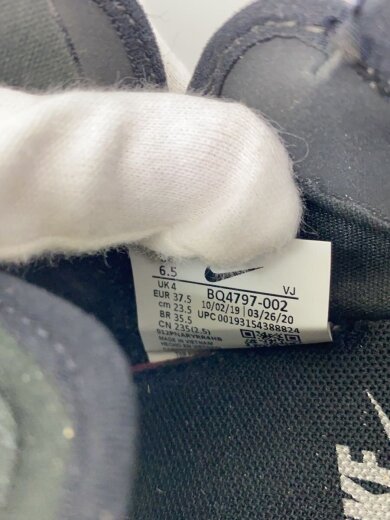 6.5
UK 4
EUR 37.5
cm 23.5
BR 35.5
CN 235(2.5)
VJ
BQ4797-002
10/02/19 03/26/20
UPC 00193154388824
MADE IN VIETNAM